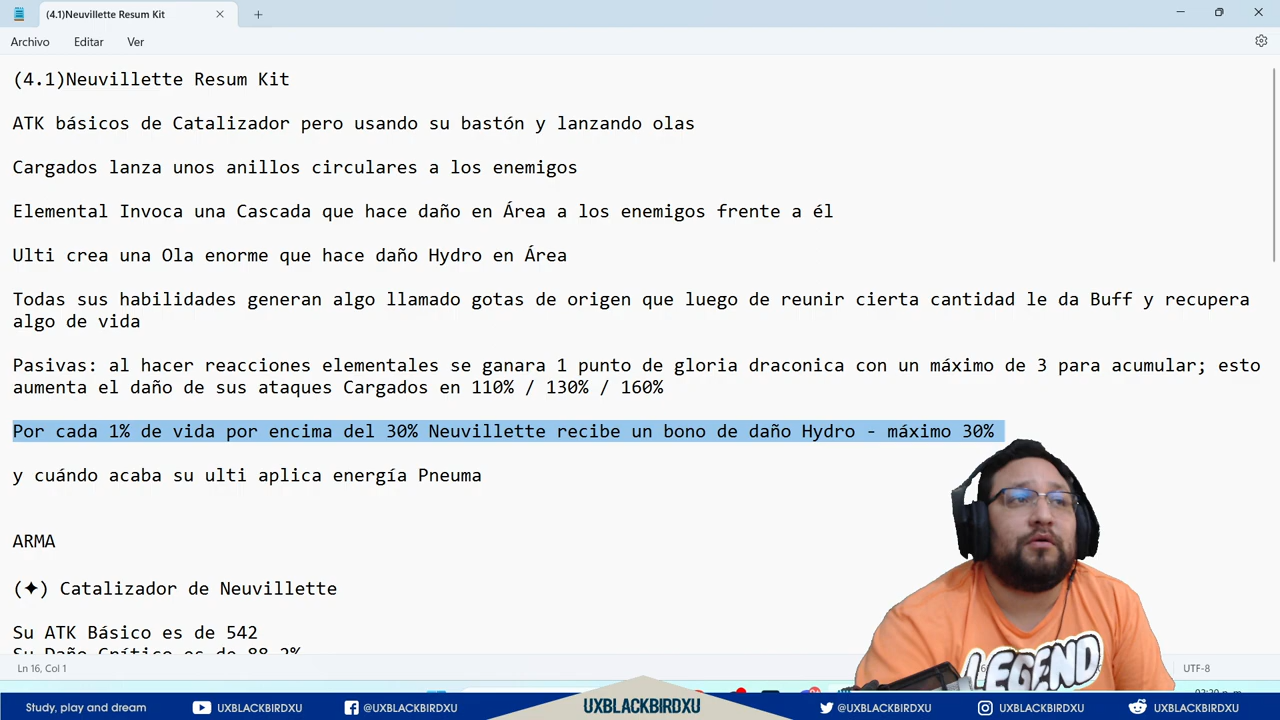 (4.1)Neuvillette Resum Kit
Archivo Editar Ver
(4.1)Neuvillette Resum Kit
ATK básicos de Catalizador pero usando su bastón y lanzando olas
Cargados lanza unos anillos circulares a los enemigos
Elemental Invoca una Cascada que hace daño en Área a los enemigos frente a él
Ulti crea una Ola enorme que hace daño Hydro en Área
Todas sus habilidades generan algo llamado gotas de origen que luego de reunir cierta cantidad le da Buff y recupera
algo de vida
Pasivas: al hacer reacciones elementales se ganara 1 punto de gloria draconica con un máximo de 3 para acumular; esto
aumenta el daño de sus ataques Cargados en 110% / 130% / 160%
Por cada 1% de vida por encima del 30% Neuvillette recibe un bono de daño Hydro - máximo 30%
y cuándo acaba su ulti aplica energía Pneuma
ARMA
(✦) Catalizador de Neuvillette
Su ATK Básico es de 542
Su Daño Crítico es de 88.2%
LEGEND
Ln 16, Col 1
UTF-8
Study, play and dream UXBLACKBIRDXU @UXBLACKBIRDXU UXBLACKBIRDXU @UXBLACKBIRDXU UXBLACKBIRDXU UXBLACKBIRDXU